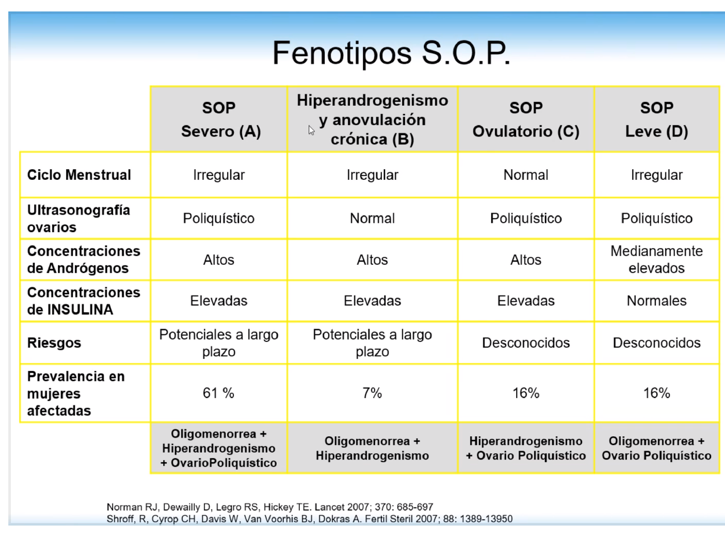 Fenotipos S.O.P.
SOP
Severo (A)
Hiperandrogenismo
y anovulación
crónica (B)
SOP
Ovulatorio (C)
SOP
Leve (D)
Ciclo Menstrual
Irregular
Irregular
Normal
Irregular
Ultrasonografía
ovarios
Poliquístico
Normal
Poliquístico
Poliquístico
Concentraciones
de Andrógenos
Altos
Altos
Altos
Medianamente
elevados
Concentraciones
de INSULINA
Elevadas
Elevadas
Elevadas
Normales
Riesgos
Potenciales a largo
plazo
Potenciales a largo
plazo
Desconocidos
Desconocidos
Prevalencia en
mujeres
afectadas
61 %
7%
16%
16%
Oligomenorrea +
Hiperandrogenismo
+ OvarioPoliquístico
Oligomenorrea +
Hiperandrogenismo
Hiperandrogenismo
+ Ovario Poliquistico
Oligomenorrea +
Ovario Poliquistico
Norman RJ, Dewailly D, Legro RS, Hickey TE. Lancet 2007; 370: 685-697
Shroff, R, Cyrop CH, Davis W, Van Voorhis BJ, Dokras A. Fertil Steril 2007; 88: 1389-13950